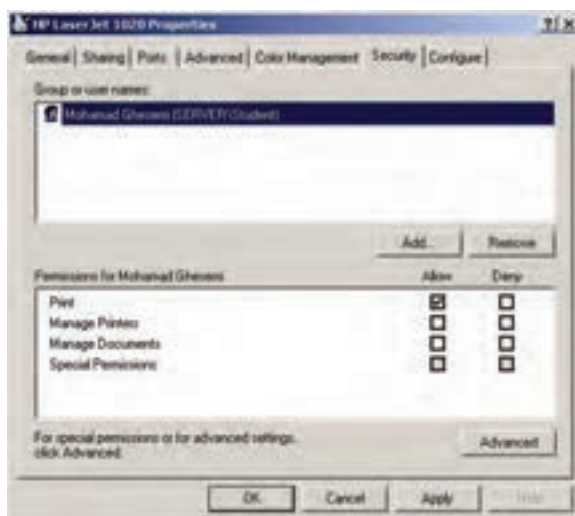 HP LaserJet 1020 Properties
General Sharing Ports Advanced Color Management Security Configure
Group or user names:
Mohamad (SERVER\Student)
Add... Remove
Permissions for Mohamad Allow Deny
Print
Manage Printers
Manage Documents
Special Permissions
For special permissions or for advanced settings,
click Advanced.
Advanced
OK Cancel Apply Help